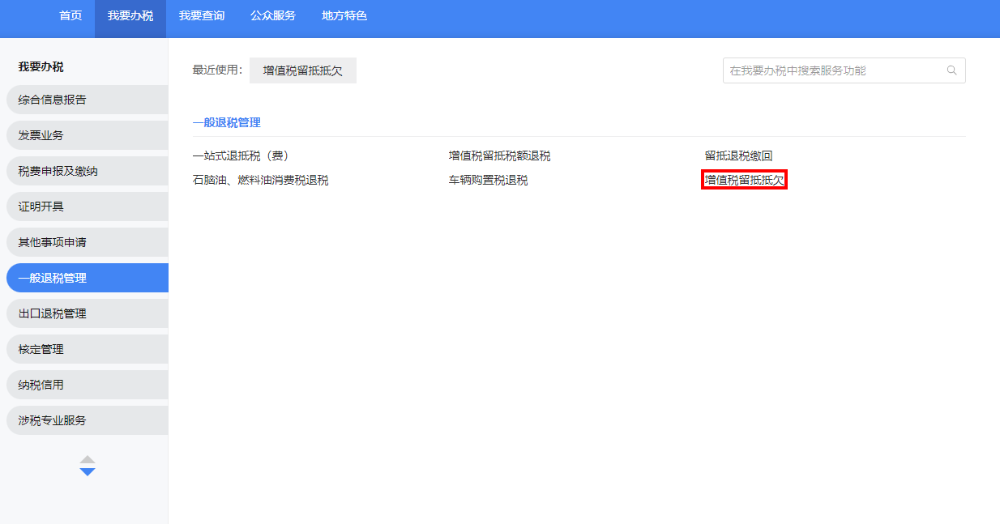 首页 我要办税 我要查询 公众服务 地方特色
我要办税
综合信息报告
发票业务
税费申报及缴纳
证明开具
其他事项申请
一般退税管理
出口退税管理
核定管理
纳税信用
涉税专业服务
最近使用： 增值税留抵抵欠 在我要办税中搜索服务功能
一般退税管理
一站式退抵税（费） 增值税留抵税额退税 留抵退税缴回
石脑油、燃料油消费税退税 车辆购置税退税 增值税留抵抵欠